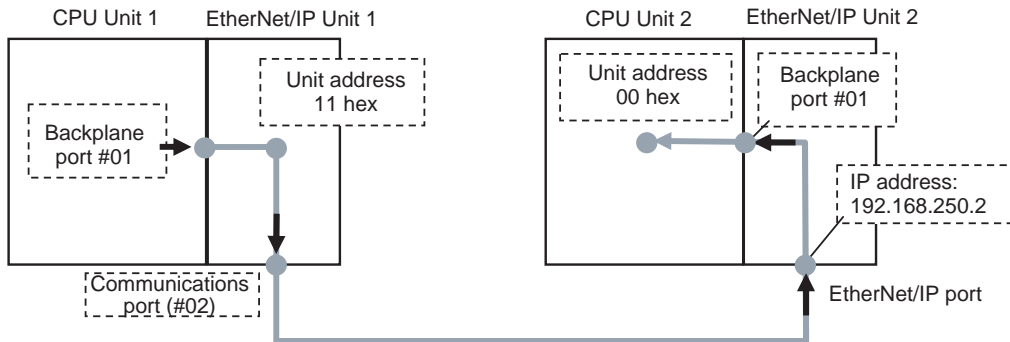 CPU Unit 1
EtherNet/IP Unit 1
CPU Unit 2
EtherNet/IP Unit 2
Unit address
11 hex
Backplane
port #01
Unit address
00 hex
Backplane
port #01
IP address:
192.168.250.2
Communications
port (#02)
EtherNet/IP port